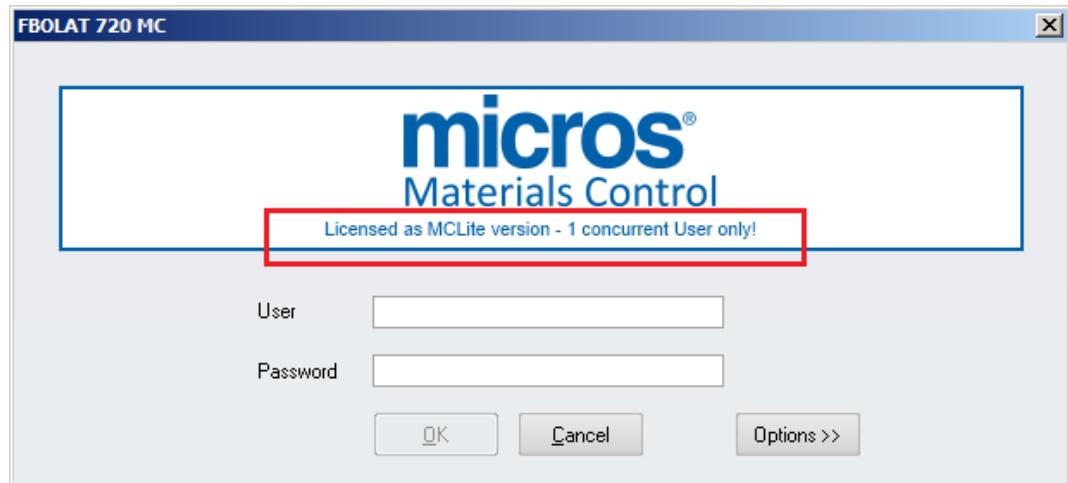 FBOLAT 720 MC
micros®
Materials Control
Licensed as MCLite version - 1 concurrent User only!
User
Password
OK Cancel Options >>